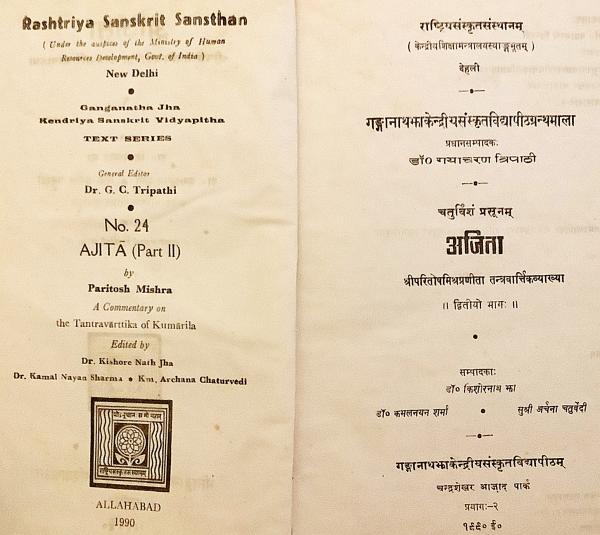 Rashtriya Sanskrit Sansthan
( Under the auspices of the Ministry of Human
Resources Development, Govt. of India )
New Delhi
Ganganatha Jha
Kendriya Sanskrit Vidyapitha
TEXT SERIES
General Editor
Dr. G. C. Tripathi
No. 24
AJITĀ (Part II)
by
Paritosh Mishra
A Commentary on
the Tantravārttika of Kumārila
Edited by
Dr. Kishore Nath Jha
Dr. Kamal Nayan Sharma • Km. Archana Chaturvedi
ALLAHABAD
1990
राष्ट्रियसंस्कृतसंस्थानम्
( केन्द्रीयशिक्षामन्त्रालयस्याङ्गभूतम् )
देहली
गङ्गानाथझाकेन्द्रीयसंस्कृतविद्यापीठग्रन्थमाला
प्रधानसम्पादकः
डॉ० गयाचरण त्रिपाठी
चतुर्विंशं प्रसूनम्
अजिता
श्रीपरितोषमिश्रप्रणीता तन्त्रवार्त्तिकव्याख्या
।। द्वितीयो भागः ।।
सम्पादकाः
डॉ० किशोरनाथ झा
डॉ० कमलनयन शर्मा • सुश्री अर्चना चतुर्वेदी
गङ्गानाथझाकेन्द्रीयसंस्कृतविद्यापीठम्
चन्द्रशेखर आज़ाद पार्क
प्रयागः-२
१९९० ई०